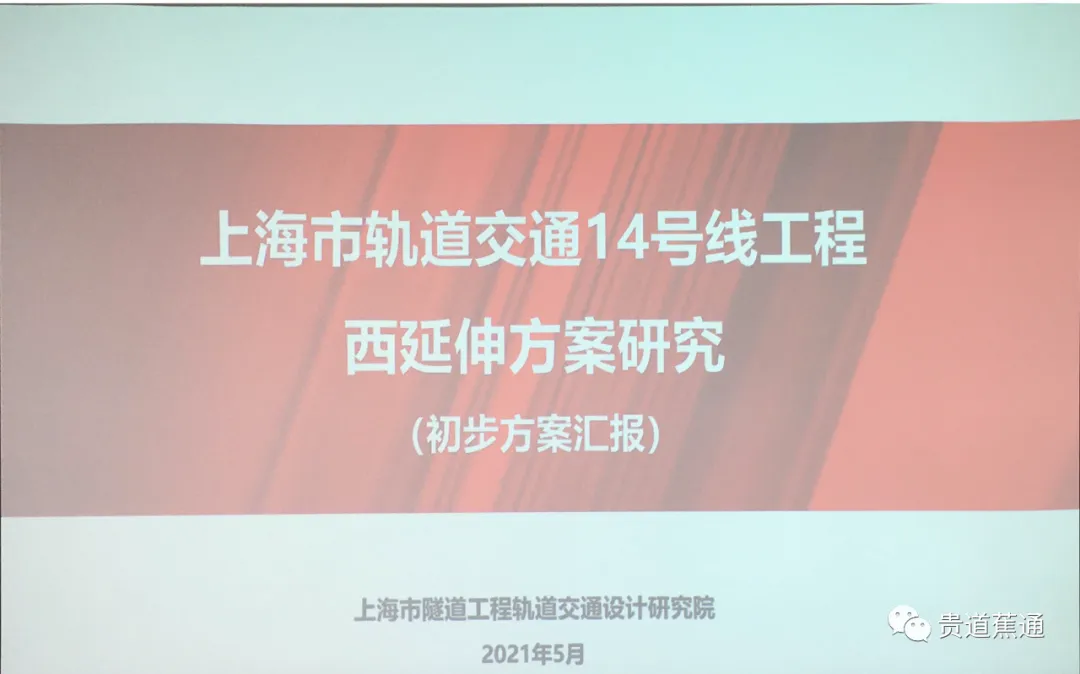 上海市轨道交通14号线工程
西延伸方案研究
(初步方案汇报)
上海市隧道工程轨道交通设计研究院
2021年5月
贵道蕉通